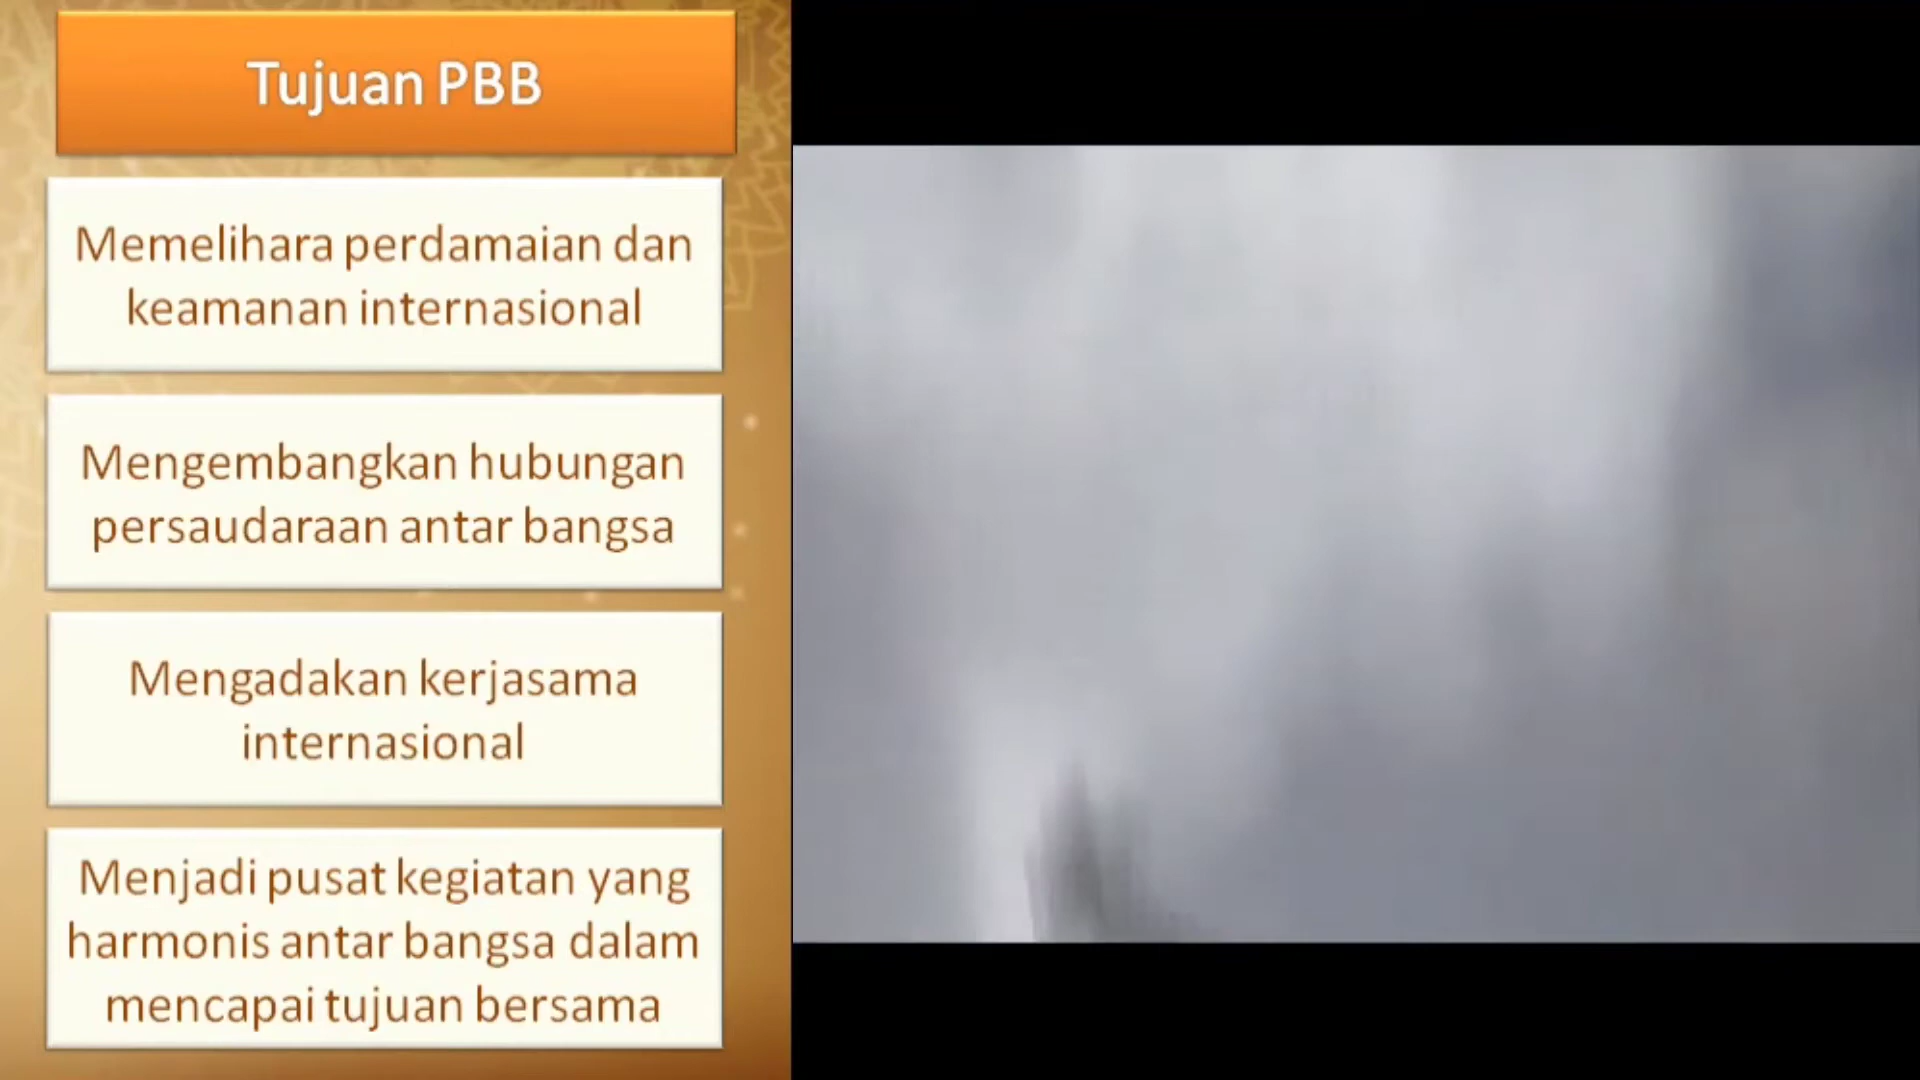 Tujuan PBB
Memelihara perdamaian dan
keamanan internasional
Mengembangkan hubungan
persaudaraan antar bangsa
Mengadakan kerjasama
internasional
Menjadi pusat kegiatan yang
harmonis antar bangsa dalam
mencapai tujuan bersama